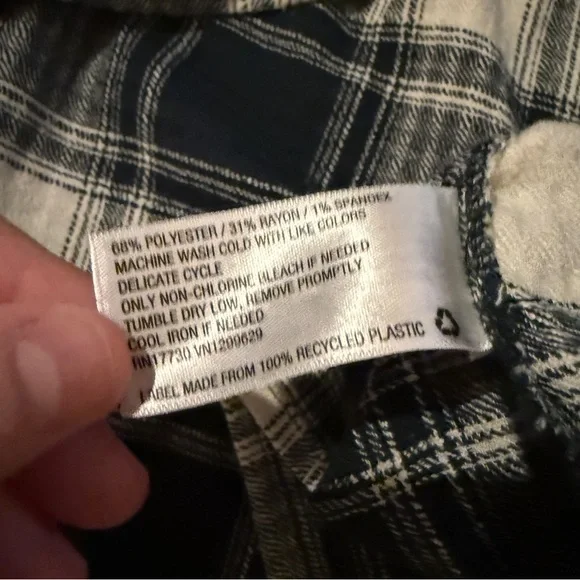 68% POLYESTER / 31% RAYON / 1% SPANDEX
MACHINE WASH COLD WITH LIKE COLORS
DELICATE CYCLE
ONLY NON-CHLORINE BLEACH IF NEEDED
TUMBLE DRY LOW, REMOVE PROMPTLY
COOL IRON IF NEEDED
RN17730 VN1299629
LABEL MADE FROM 100% RECYCLED PLASTIC